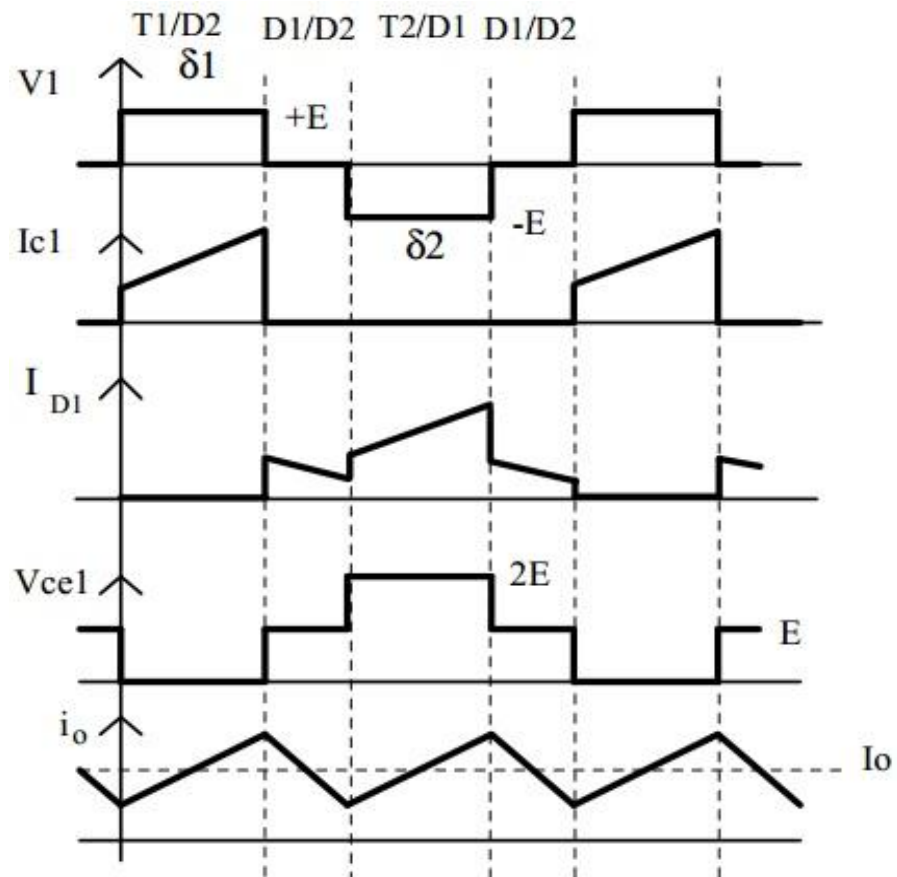 T1/D2 D1/D2 T2/D1 D1/D2
δ1
V1
+E
-E
δ2
Ic1
I D1
Vce1
2E
E
io
Io